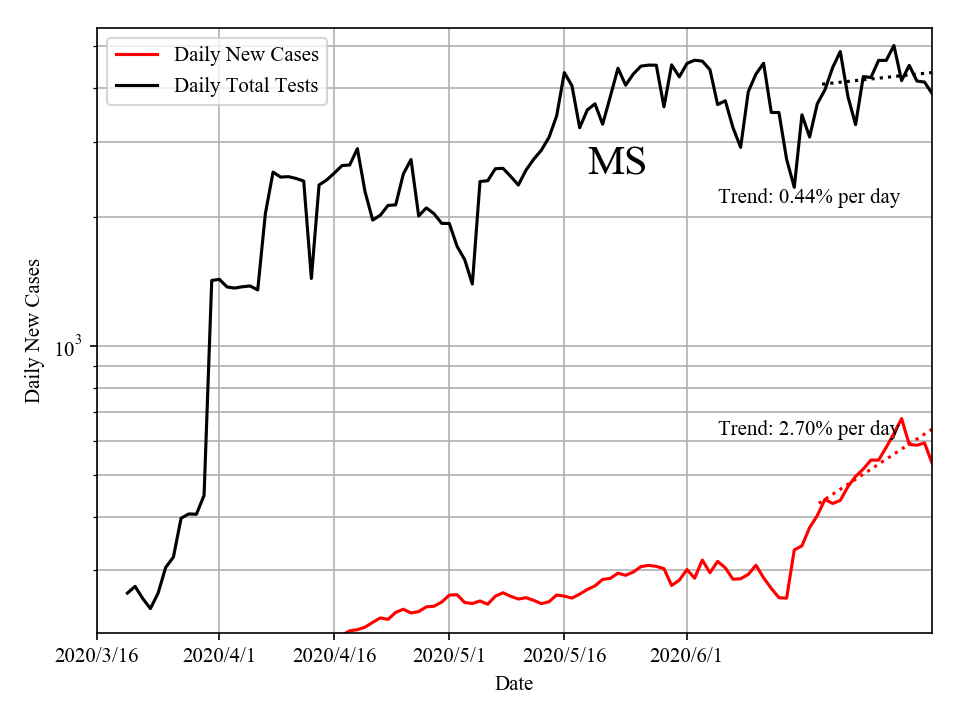 Daily New Cases
Daily Total Tests
MS
Trend: 0.44% per day
Trend: 2.70% per day
Daily New Cases
10³
2020/3/16
2020/4/1
2020/4/16
2020/5/1
2020/5/16
2020/6/1
Date